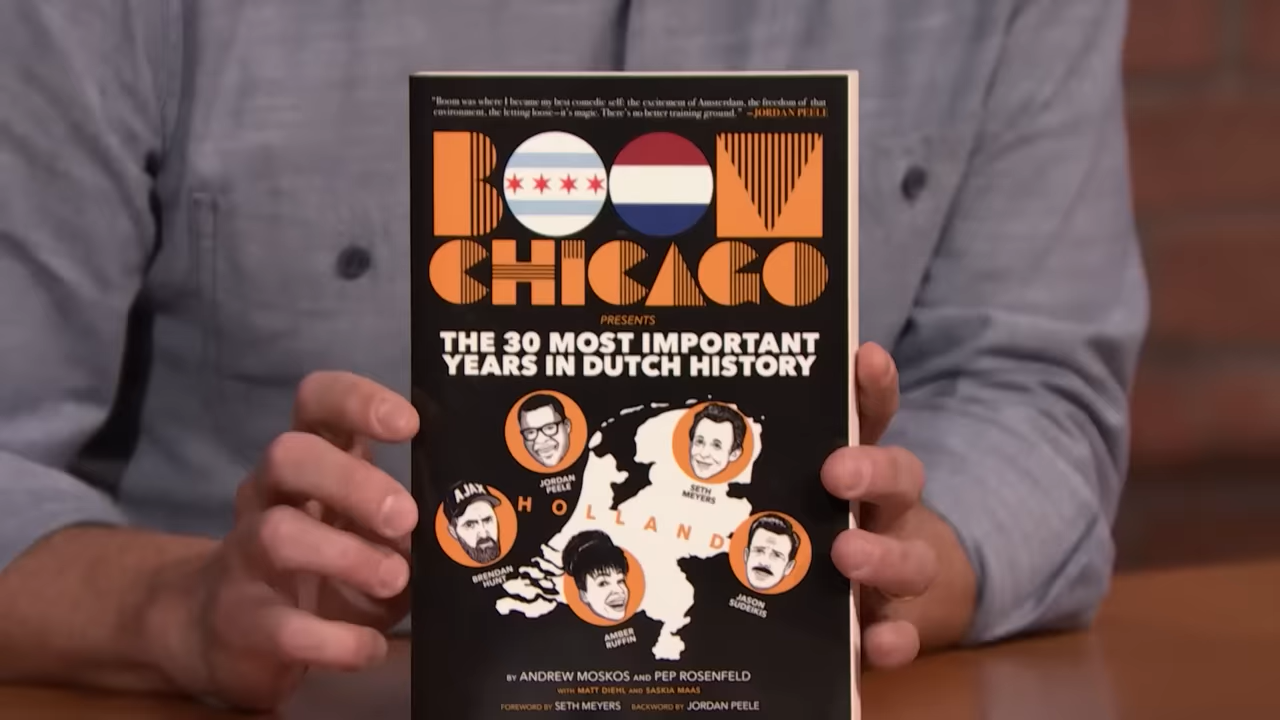 "Boom was where I became my best comedic self: the excitement of Amsterdam, the freedom of that
environment, the letting loose—it's magic. There's no better training ground." —JORDAN PEELE
BOOM
CHICAGO
PRESENTS
THE 30 MOST IMPORTANT
YEARS IN DUTCH HISTORY
JORDAN
PEELE
SETH
MEYERS
AJAX
HOLLAND
BRENDAN
HUNT
JASON
SUDEIKIS
AMBER
RUFFIN
BY ANDREW MOSKOS AND PEP ROSENFELD
WITH MATT DIEHL AND SASKIA MAAS
FOREWORD BY SETH MEYERS BACKWORD BY JORDAN PEELE